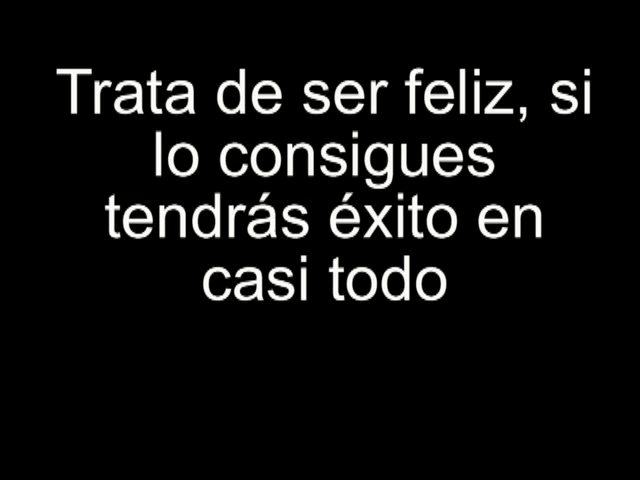 Trata de ser feliz, si
lo consigues
tendrás éxito en
casi todo